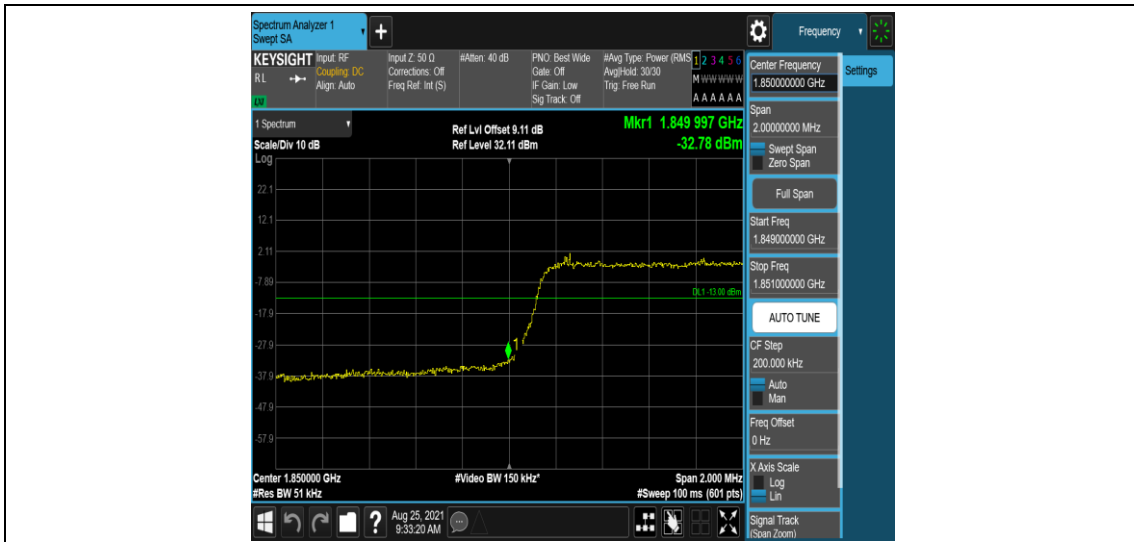 Spectrum Analyzer 1
Swept SA
+
Frequency
KEYSIGHT
RL
LXI
Input: RF
Coupling: DC
Align: Auto
Input Z: 50 Ω
Corrections: Off
Freq Ref: Int (S)
#Atten: 40 dB
PNO: Best Wide
Gate: Off
IF Gain: Low
Sig Track: Off
#Avg Type: Power (RMS
Avg|Hold: 30/30
Trig: Free Run
1 2 3 4 5 6
M W W W W W
A A A A A A
1 Spectrum
Scale/Div 10 dB
Log
Ref Lvl Offset 9.11 dB
Ref Level 32.11 dBm
Mkr1 1.849 997 GHz
-32.78 dBm
22.1
12.1
2.11
-7.89
-17.9
-27.9
-37.9
-47.9
-57.9
DL1 -13.00 dBm
1
Center 1.850000 GHz
#Res BW 51 kHz
#Video BW 150 kHz*
Span 2.000 MHz
#Sweep 100 ms (601 pts)
?
Aug 25, 2021
9:33:20 AM
Center Frequency
1.850000000 GHz
Settings
Span
2.00000000 MHz
Swept Span
Zero Span
Full Span
Start Freq
1.849000000 GHz
Stop Freq
1.851000000 GHz
AUTO TUNE
CF Step
200.000 kHz
Auto
Man
Freq Offset
0 Hz
X Axis Scale
Log
Lin
Signal Track
(Span Zoom)